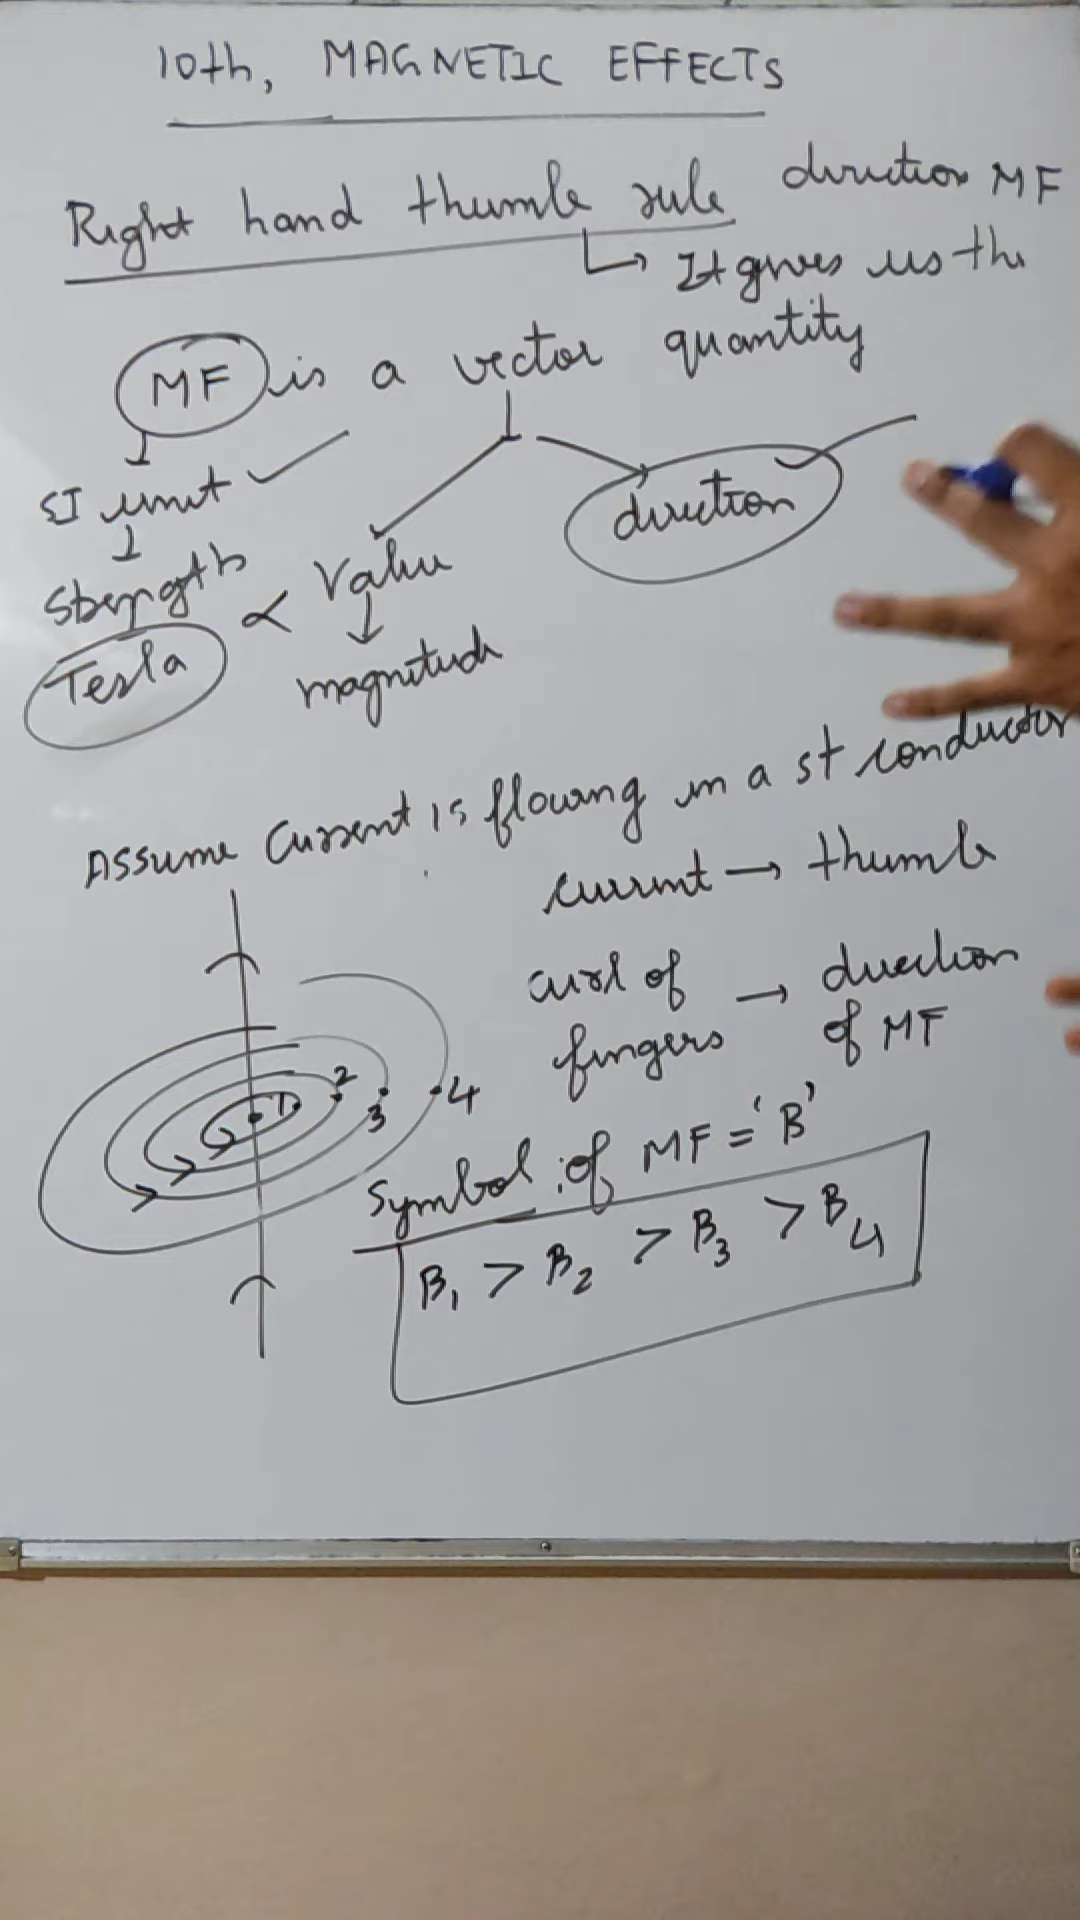 10th, MAGNETIC EFFECTS
Right hand thumb rule direction MF
It gives us the
MF is a vector quantity
SI unit
direction
Strength ∝ Value
Tesla
magnitude
Assume Current is flowing in a st conductor
current → thumb
curl of fingers → direction of MF
1 2 3 4
Symbol of MF = 'B'
B1 > B2 > B3 > B4